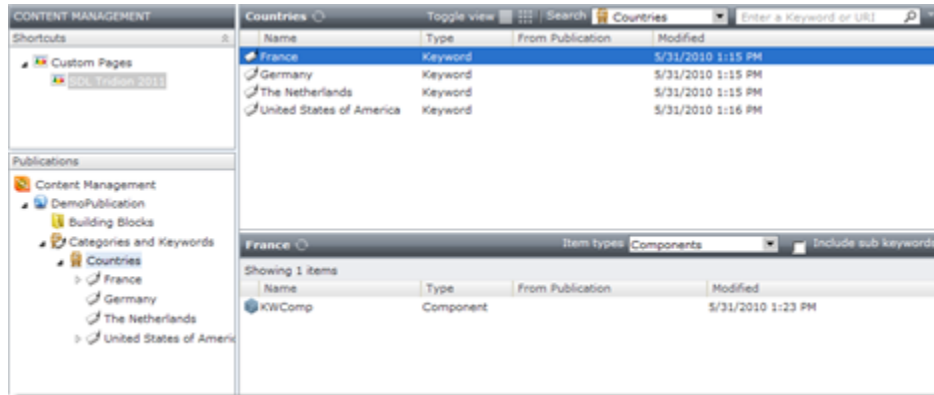 CONTENT MANAGEMENT
Shortcuts
Custom Pages
SDL Tridion 2011
Publications
Content Management
DemoPublication
Building Blocks
Categories and Keywords
Countries
France
Germany
The Netherlands
United States of Americ
Countries Toggle view Search Countries Enter a Keyword or URI
Name Type From Publication Modified
France Keyword 5/31/2010 1:15 PM
Germany Keyword 5/31/2010 1:15 PM
The Netherlands Keyword 5/31/2010 1:15 PM
United States of America Keyword 5/31/2010 1:16 PM
France Item types Components Include sub keywords
Showing 1 items
Name Type From Publication Modified
KWComp Component 5/31/2010 1:23 PM